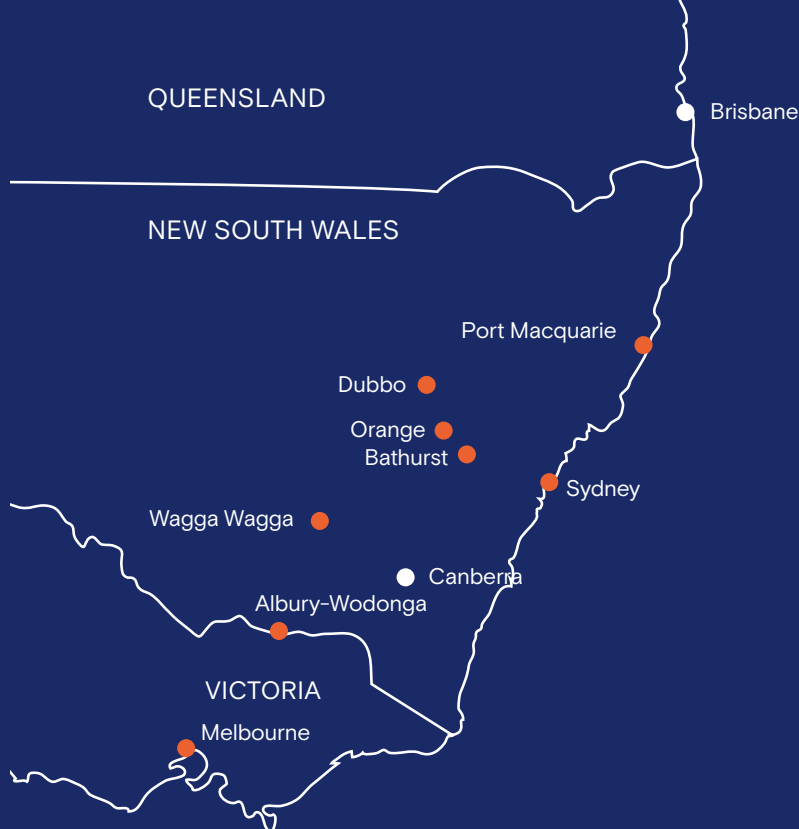 QUEENSLAND
Brisbane
NEW SOUTH WALES
Port Macquarie
Dubbo
Orange
Bathurst
Sydney
Wagga Wagga
Canberra
Albury-Wodonga
VICTORIA
Melbourne